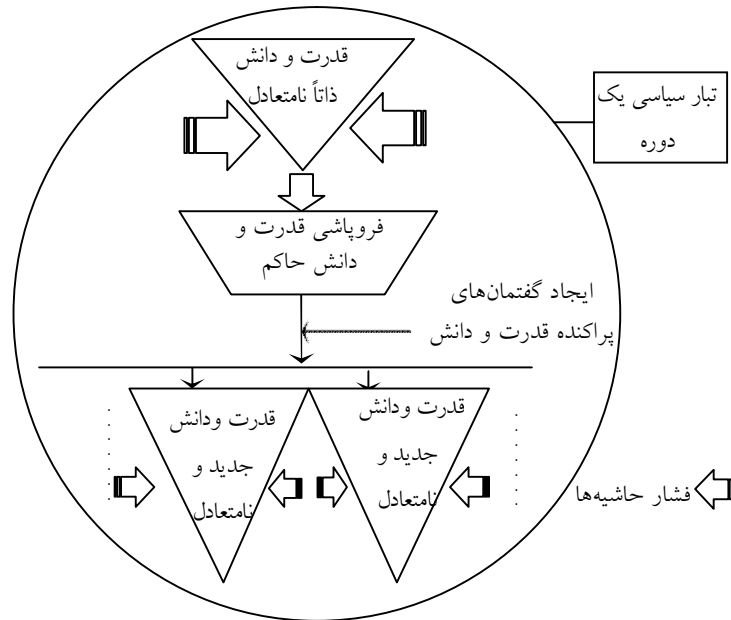 قدرت و دانش
ذاتاً نامتعادل
تبار سیاسی یک
دوره
فروپاشی قدرت و
دانش حاکم
ایجاد گفتمان‌های
پراکنده قدرت و دانش
قدرت ودانش
جدید و
نامتعادل
قدرت ودانش
جدید و
نامتعادل
فشار حاشیه‌ها